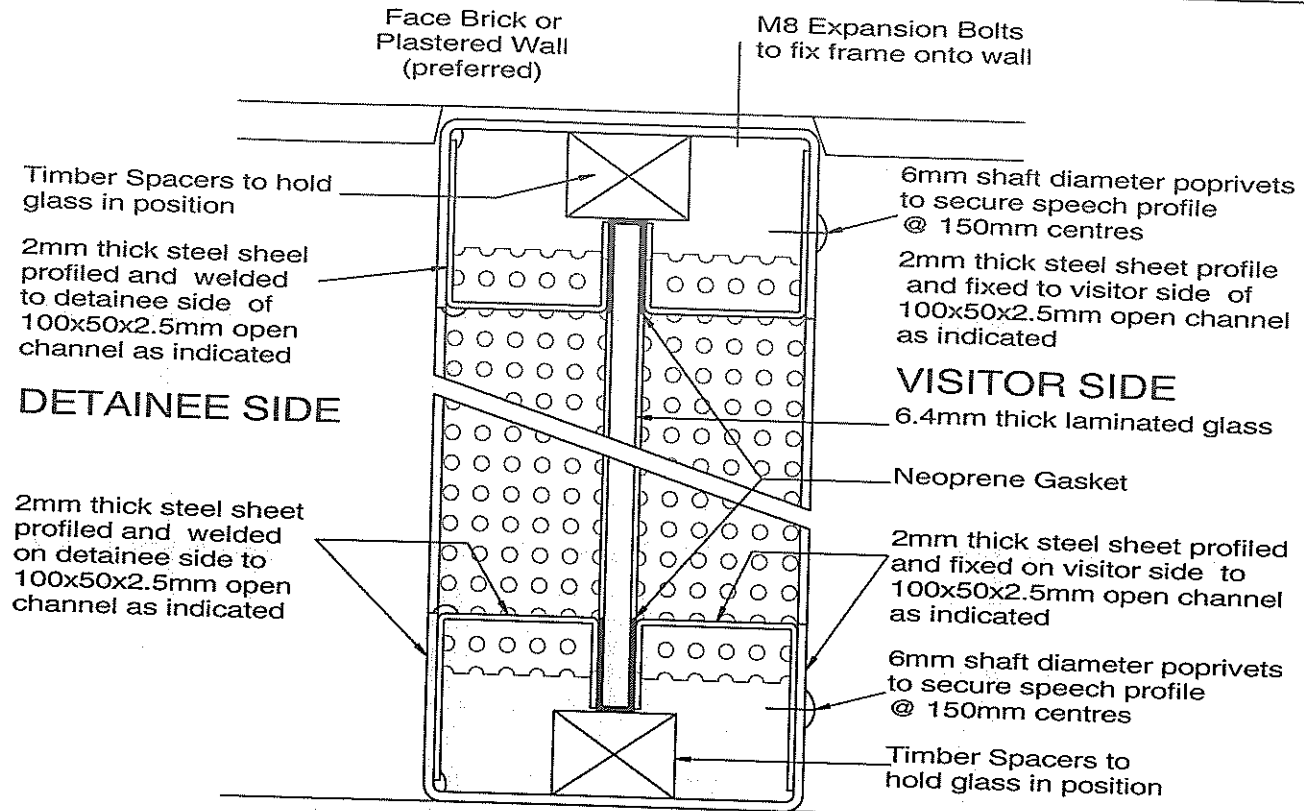 Face Brick or
Plastered Wall
(preferred)
M8 Expansion Bolts
to fix frame onto wall
Timber Spacers to hold
glass in position
2mm thick steel sheel
profiled and welded
to detainee side of
100x50x2.5mm open
channel as indicated
DETAINEE SIDE
2mm thick steel sheet
profiled and welded
on detainee side to
100x50x2.5mm open
channel as indicated
6mm shaft diameter poprivets
to secure speech profile
@ 150mm centres
2mm thick steel sheet profile
and fixed to visitor side of
100x50x2.5mm open channel
as indicated
VISITOR SIDE
6.4mm thick laminated glass
Neoprene Gasket
2mm thick steel sheet profiled
and fixed on visitor side to
100x50x2.5mm open channel
as indicated
6mm shaft diameter poprivets
to secure speech profile
@ 150mm centres
Timber Spacers to
hold glass in position